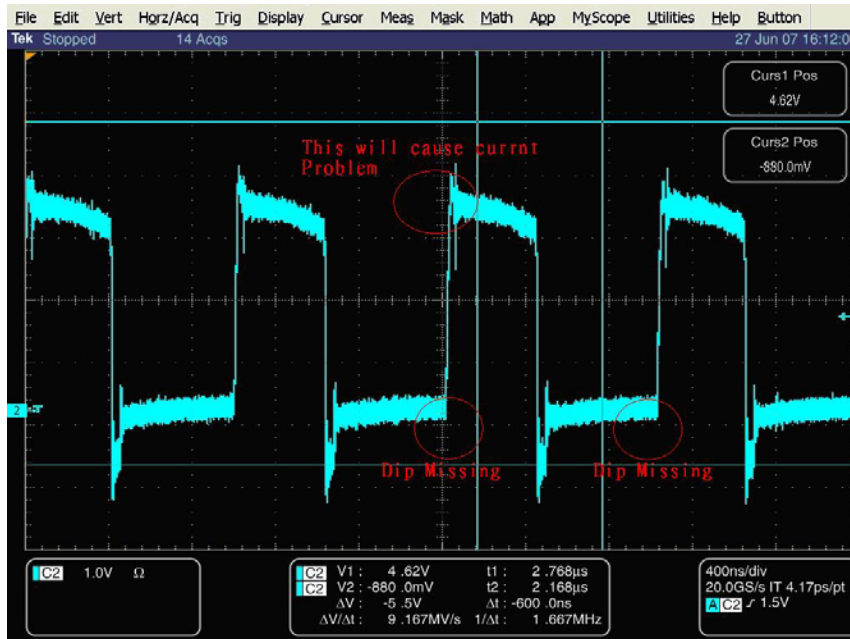 File Edit Vert Horz/Acq Trig Display Cursor Meas Mask Math App MyScope Utilities Help Button
Tek Stopped 14 Acqs 27 Jun 07 16:12:0
Curs1 Pos
4.62V
Curs2 Pos
-880.0mV
This will cause currnt
Problem
2
Dip Missing Dip Missing
C2 1.0V Ω
C2 V1 : 4 .62V t1 : 2 .768µs
C2 V2 : -880 .0mV t2 : 2 .168µs
ΔV : -5 .5V Δt : -600 .0ns
ΔV/Δt : 9 .167MV/s 1/Δt : 1 .667MHz
400ns/div
20.0GS/s IT 4.17ps/pt
A C2 1.5V